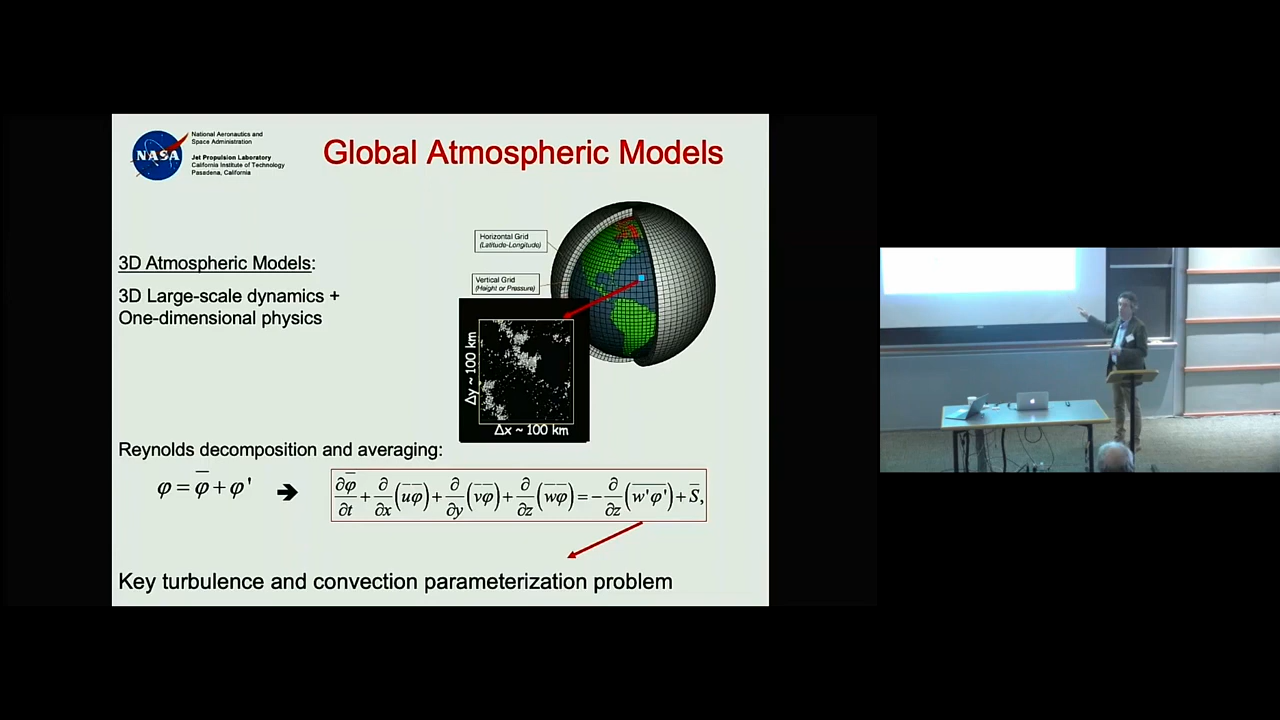 National Aeronautics and
Space Administration
NASA
Jet Propulsion Laboratory
California Institute of Technology
Pasadena, California
Global Atmospheric Models
Horizontal Grid
(Latitude-Longitude)
Vertical Grid
(Height or Pressure)
3D Atmospheric Models:
3D Large-scale dynamics +
One-dimensional physics
Δy ~ 100 km
Δx ~ 100 km
Reynolds decomposition and averaging:
φ = φ̅ + φ' ➔ ∂φ̅/∂t + ∂/∂x (u̅φ̅) + ∂/∂y (v̅φ̅) + ∂/∂z (w̅φ̅) = − ∂/∂z (w̅'̅φ̅'̅) + S̅,
Key turbulence and convection parameterization problem